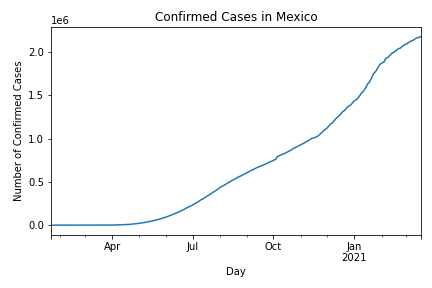 Confirmed Cases in Mexico
1e6
2.0
1.5
1.0
0.5
0.0
Number of Confirmed Cases
Apr
Jul
Oct
Jan
2021
Day